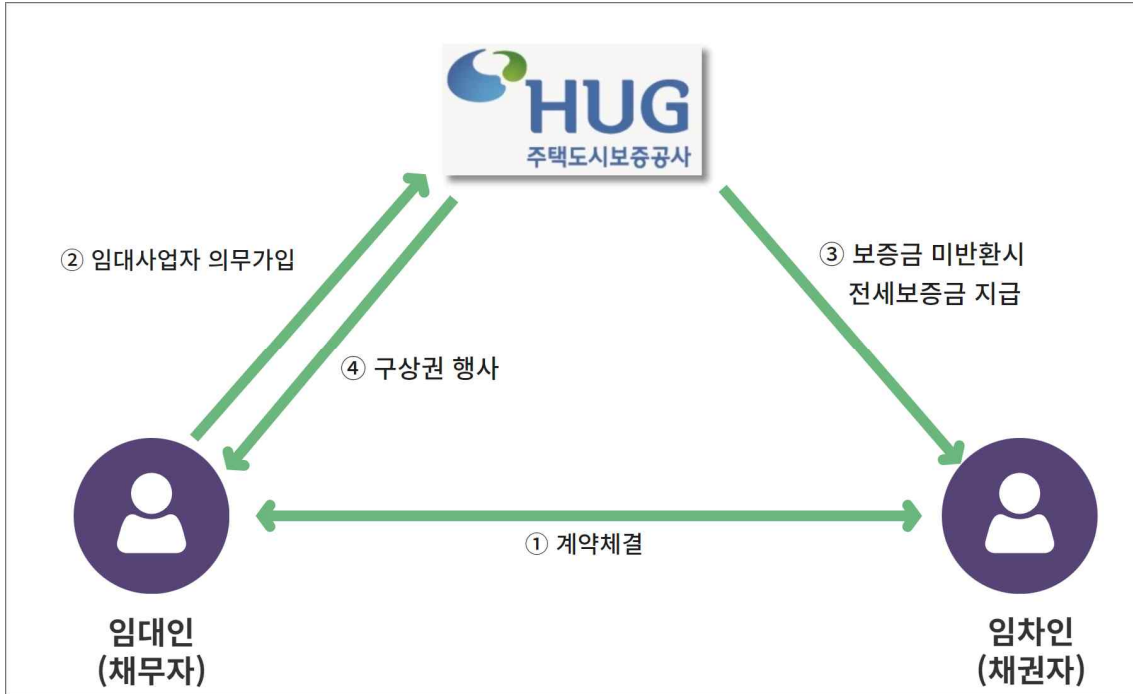 HUG
주택도시보증공사
② 임대사업자 의무가입
③ 보증금 미반환시
전세보증금 지급
④ 구상권 행사
① 계약체결
임대인
(채무자)
임차인
(채권자)